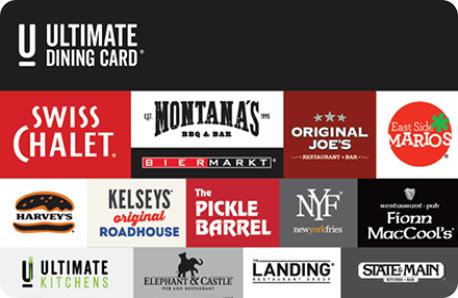 ULTIMATE
DINING CARD®
SWISS
CHALET®
EST. MONTANA'S 1995
BBQ & BAR
BIERMARKT®
ORIGINAL
JOE'S
RESTAURANT • BAR
East Side
MARIO'S®
HARVEY'S®
KELSEYS®
original
ROADHOUSE
The
PICKLE
BARREL
NYF®
newyorkfries
restaurant · pub
Fionn
MacCool's®
ULTIMATE
KITCHENS
ELEPHANT & CASTLE®
PUB AND RESTAURANT
THE
LANDING®
RESTAURANT GROUP
STATE & MAIN
KITCHEN • BAR